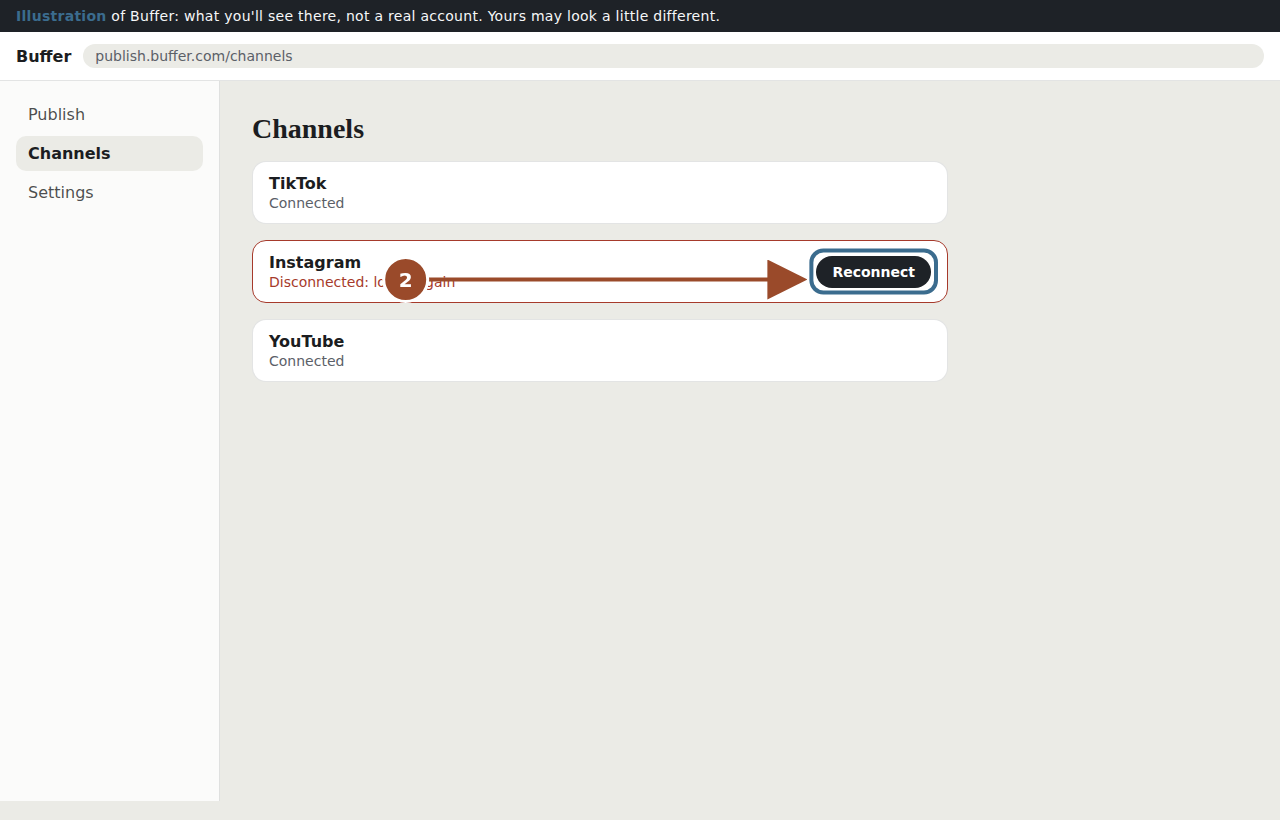 Illustration of Buffer: what you'll see there, not a real account. Yours may look a little different.
Buffer publish.buffer.com/channels
Publish
Channels
Settings
Channels
TikTok
Connected
Instagram
Disconnected:
2
Reconnect
YouTube
Connected